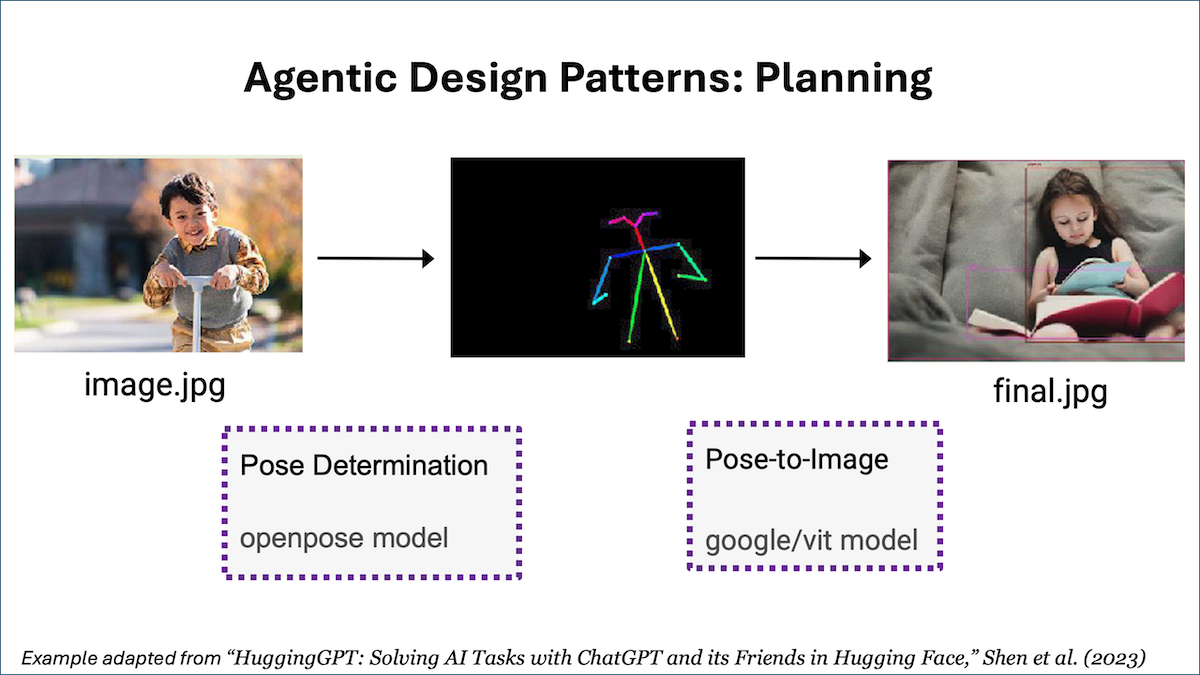 Agentic Design Patterns: Planning
image.jpg
final.jpg
Pose Determination
openpose model
Pose-to-Image
google/vit model
Example adapted from “HuggingGPT: Solving AI Tasks with ChatGPT and its Friends in Hugging Face,” Shen et al. (2023)